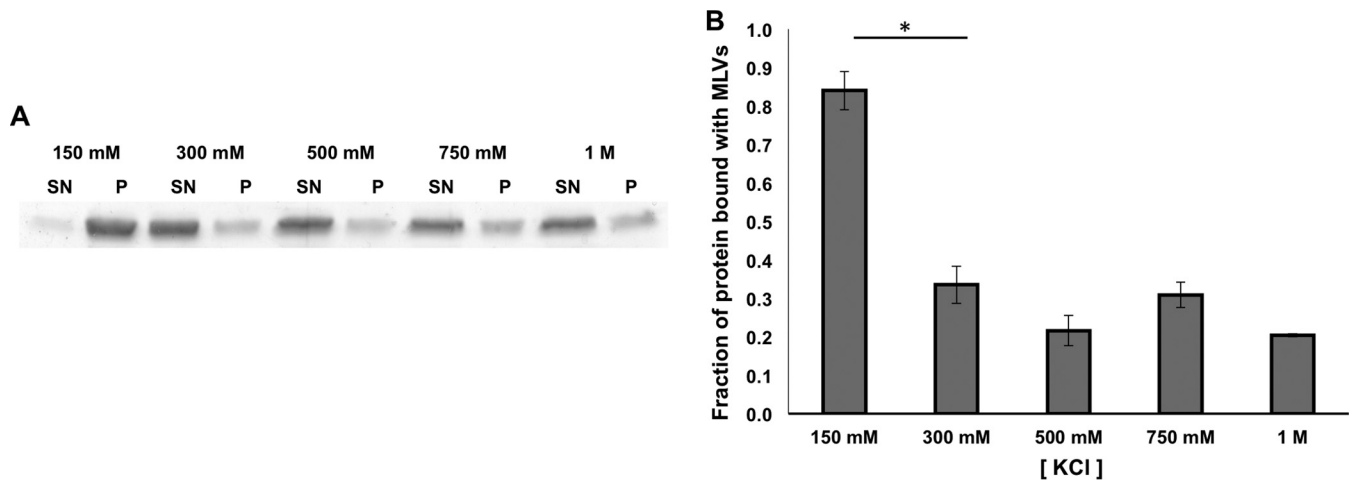 A
150 mM 300 mM 500 mM 750 mM 1 M
SN P SN P SN P SN P SN P
B
Fraction of protein bound with MLVs
1.0
0.9
0.8
0.7
0.6
0.5
0.4
0.3
0.2
0.1
0.0
*
150 mM 300 mM 500 mM 750 mM 1 M
[ KCl ]